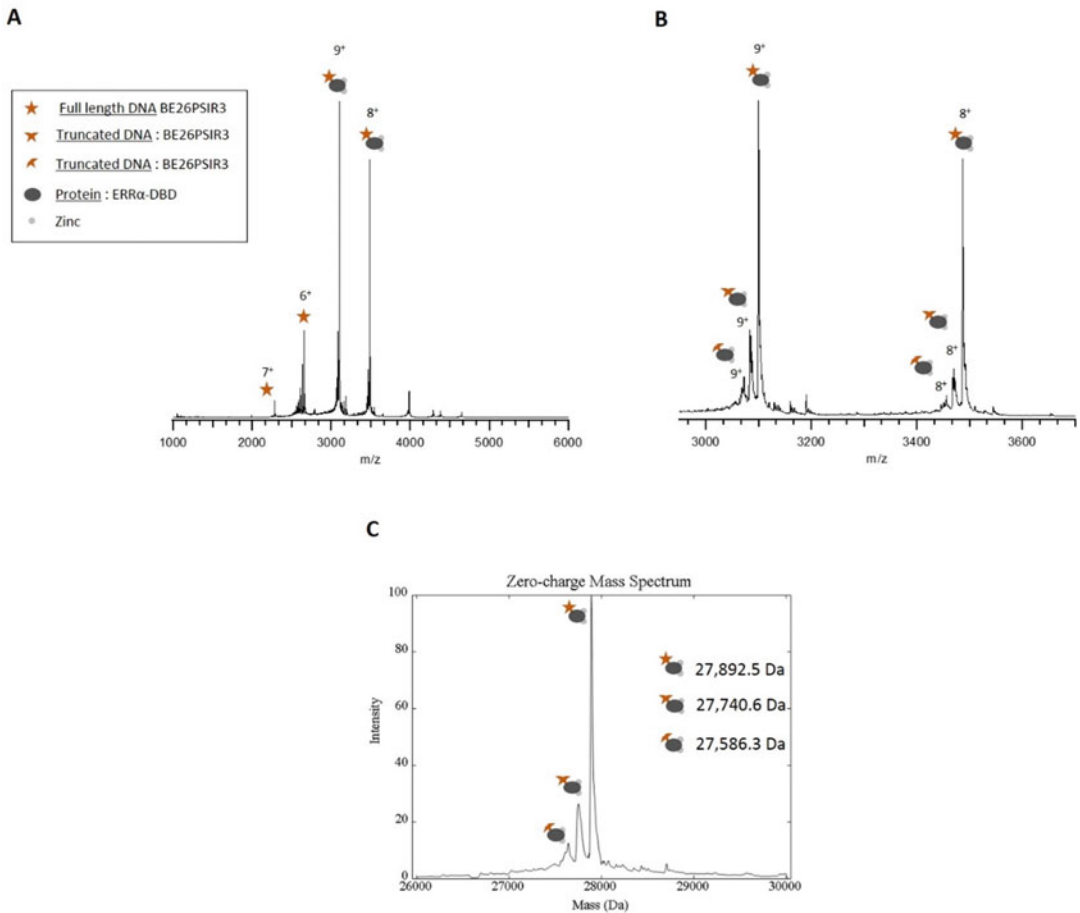 A
B
9+
8+
6+
7+
Full length DNA BE26PSIR3
Truncated DNA : BE26PSIR3
Truncated DNA : BE26PSIR3
Protein : ERRα-DBD
Zinc
1000 2000 3000 4000 5000 6000
m/z
9+
8+
9+
9+
8+
8+
3000 3200 3400 3600
m/z
C
Zero-charge Mass Spectrum
100
80
60
40
20
0
Intensity
27,892.5 Da
27,740.6 Da
27,586.3 Da
26000 27000 28000 29000 30000
Mass (Da)